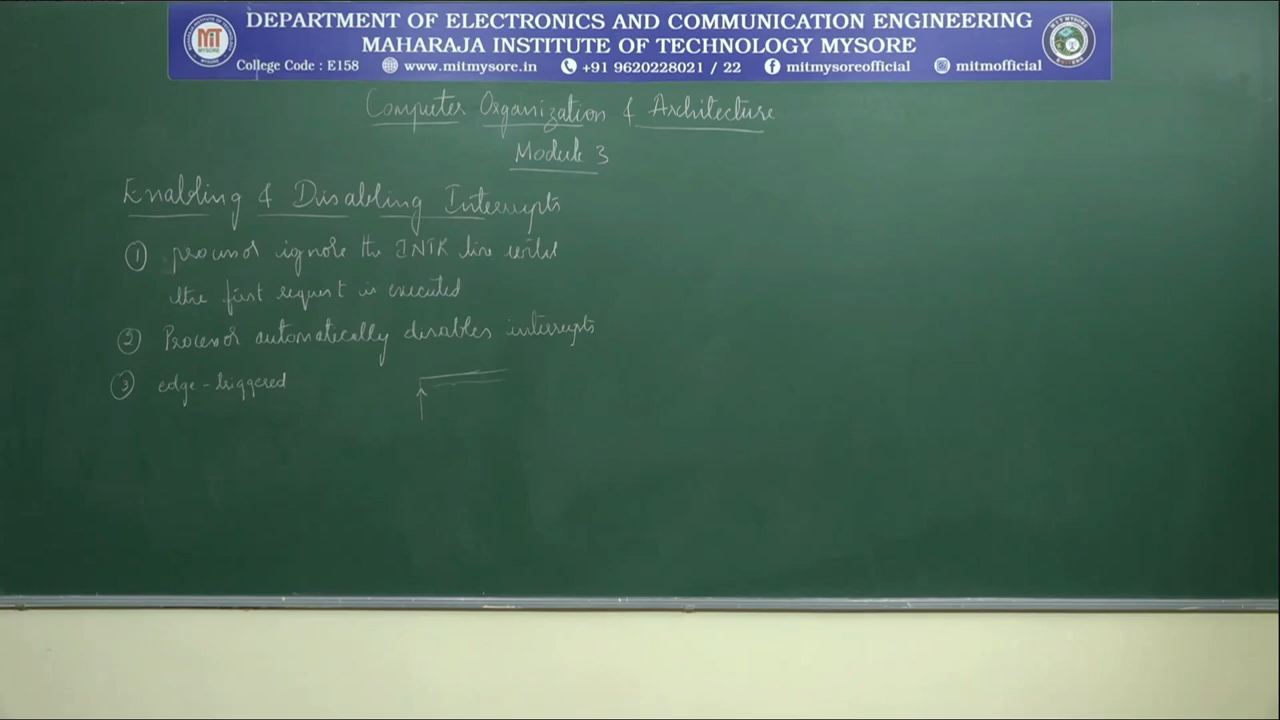 DEPARTMENT OF ELECTRONICS AND COMMUNICATION ENGINEERING
MAHARAJA INSTITUTE OF TECHNOLOGY MYSORE
College Code : E158 www.mitmysore.in +91 9620228021 / 22 mitmysoreofficial mitmofficial
MIT
MYSORE
Computer Organization & Architecture
Module 3
Enabling & Disabling Interrupts
① processor ignore the INTR line until
the first request is executed
② Processor automatically disables interrupts
③ edge-triggered